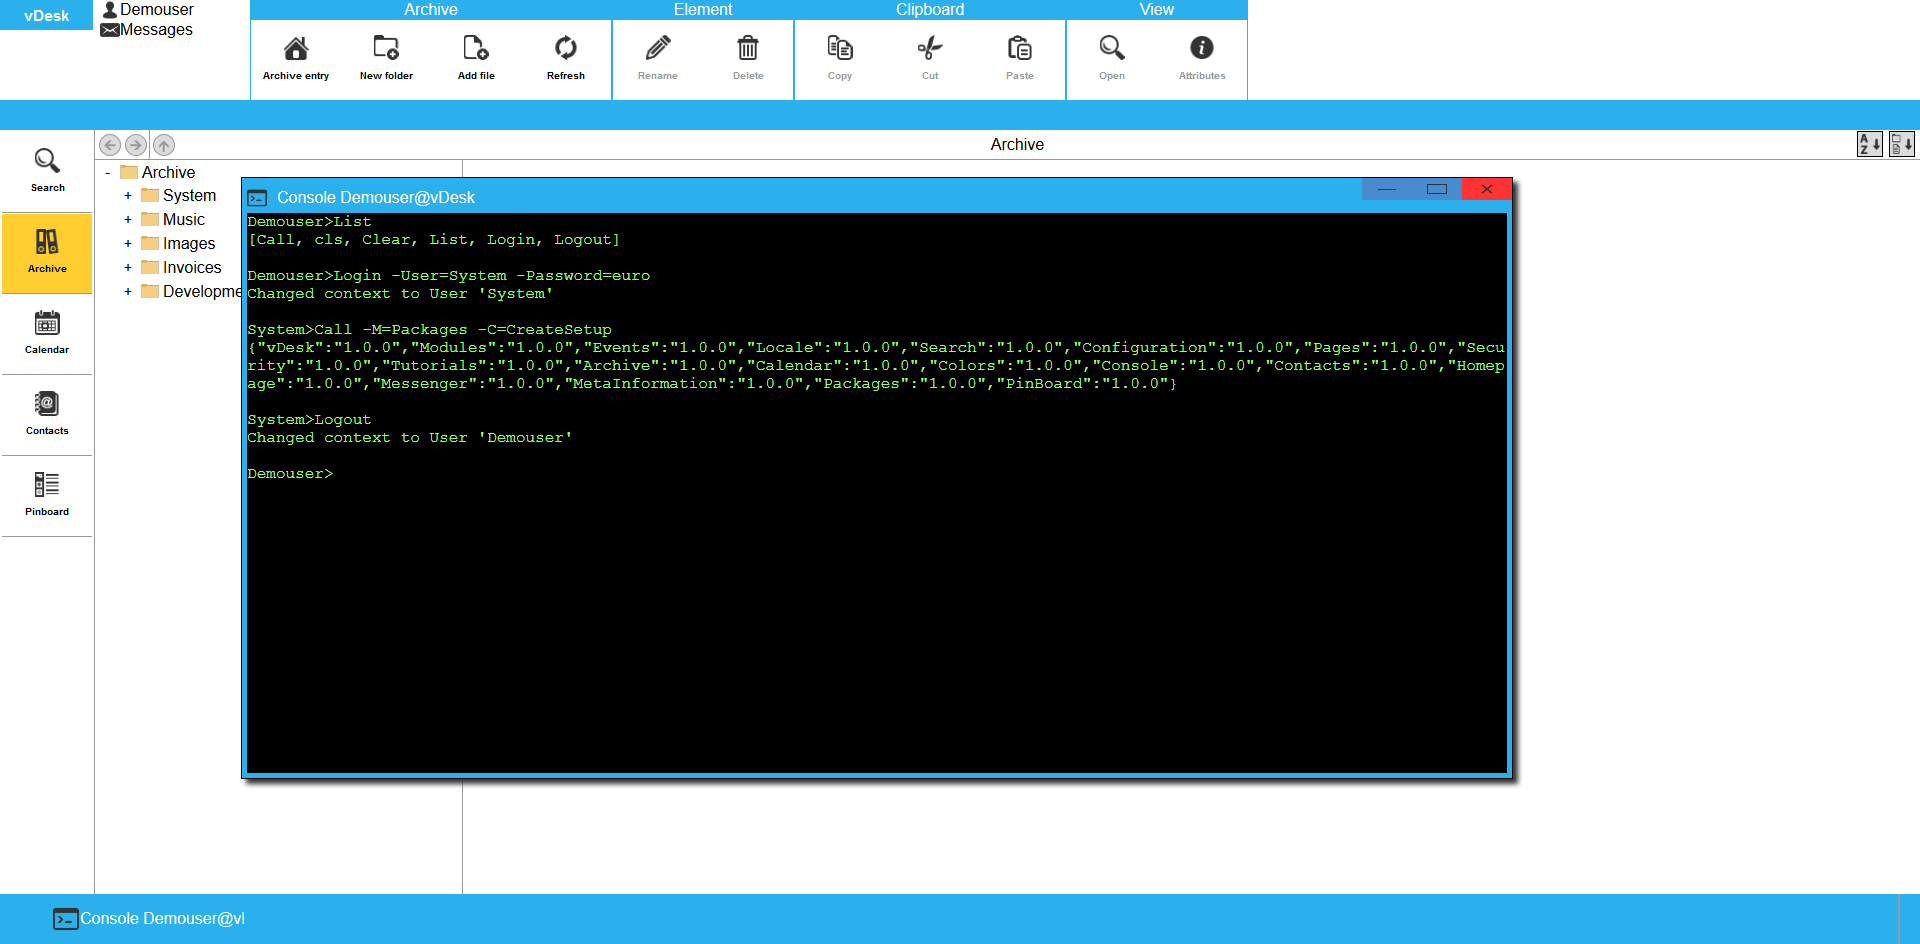 vDesk
Demouser
Messages
Archive
Element
Clipboard
View
Archive entry
New folder
Add file
Refresh
Rename
Delete
Copy
Cut
Paste
Open
Attributes
Archive
A
Z
Search
Archive
Calendar
Contacts
Pinboard
- Archive
+ System
+ Music
+ Images
+ Invoices
+ Developme
Console Demouser@vDesk
Demouser>List
[Call, cls, Clear, List, Login, Logout]
Demouser>Login -User=System -Password=euro
Changed context to User 'System'
System>Call -M=Packages -C=CreateSetup
{"vDesk":"1.0.0","Modules":"1.0.0","Events":"1.0.0","Locale":"1.0.0","Search":"1.0.0","Configuration":"1.0.0","Pages":"1.0.0","Secu
rity":"1.0.0","Tutorials":"1.0.0","Archive":"1.0.0","Calendar":"1.0.0","Colors":"1.0.0","Console":"1.0.0","Contacts":"1.0.0","Homep
age":"1.0.0","Messenger":"1.0.0","MetaInformation":"1.0.0","Packages":"1.0.0","PinBoard":"1.0.0"}
System>Logout
Changed context to User 'Demouser'
Demouser>
Console Demouser@vl